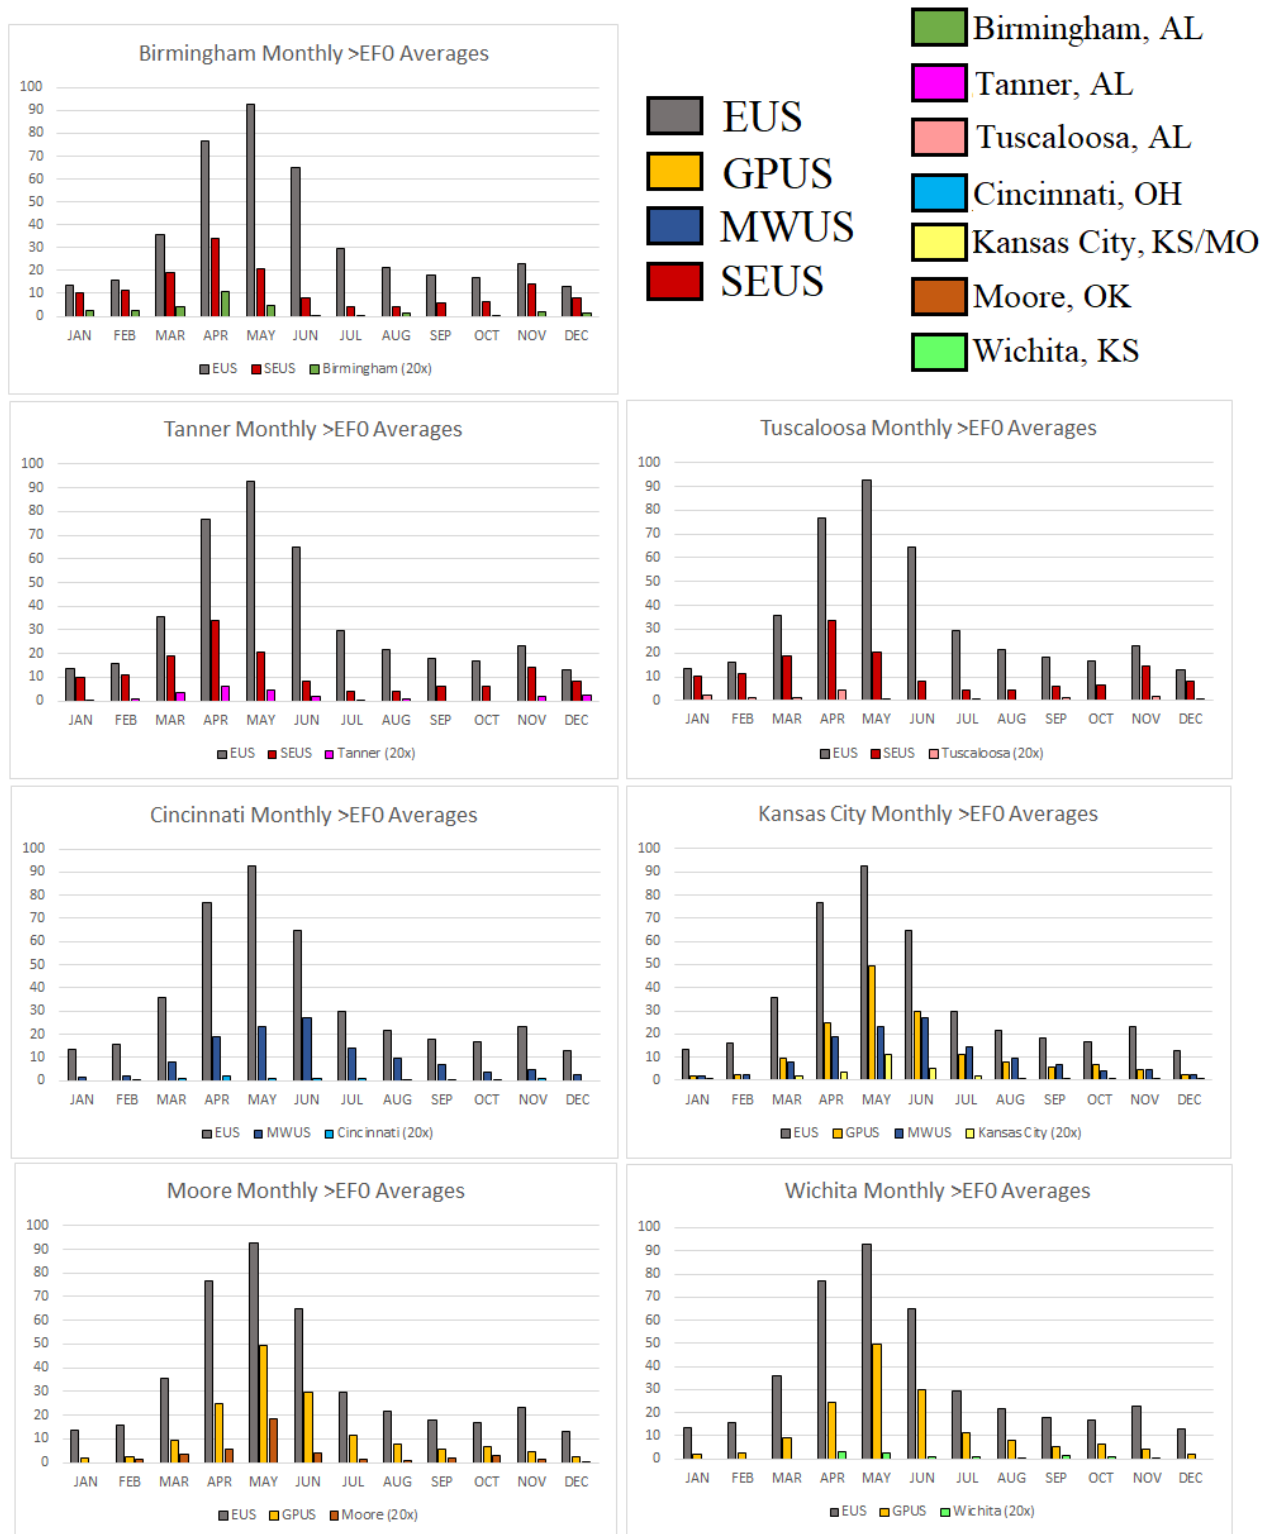 Birmingham Monthly >EF0 Averages
100
90
80
70
60
50
40
30
20
10
0
JAN FEB MAR APR MAY JUN JUL AUG SEP OCT NOV DEC
EUS SEUS Birmingham (20x)
EUS
GPUS
MWUS
SEUS
Birmingham, AL
Tanner, AL
Tuscaloosa, AL
Cincinnati, OH
Kansas City, KS/MO
Moore, OK
Wichita, KS
Tanner Monthly >EF0 Averages
100
90
80
70
60
50
40
30
20
10
0
JAN FEB MAR APR MAY JUN JUL AUG SEP OCT NOV DEC
EUS SEUS Tanner (20x)
Tuscaloosa Monthly >EF0 Averages
100
90
80
70
60
50
40
30
20
10
0
JAN FEB MAR APR MAY JUN JUL AUG SEP OCT NOV DEC
EUS SEUS Tuscaloosa (20x)
Cincinnati Monthly >EF0 Averages
100
90
80
70
60
50
40
30
20
10
0
JAN FEB MAR APR MAY JUN JUL AUG SEP OCT NOV DEC
EUS MWUS Cincinnati (20x)
Kansas City Monthly >EF0 Averages
100
90
80
70
60
50
40
30
20
10
0
JAN FEB MAR APR MAY JUN JUL AUG SEP OCT NOV DEC
EUS GPUS MWUS Kansas City (20x)
Moore Monthly >EF0 Averages
100
90
80
70
60
50
40
30
20
10
0
JAN FEB MAR APR MAY JUN JUL AUG SEP OCT NOV DEC
EUS GPUS Moore (20x)
Wichita Monthly >EF0 Averages
100
90
80
70
60
50
40
30
20
10
0
JAN FEB MAR APR MAY JUN JUL AUG SEP OCT NOV DEC
EUS GPUS Wichita (20x)